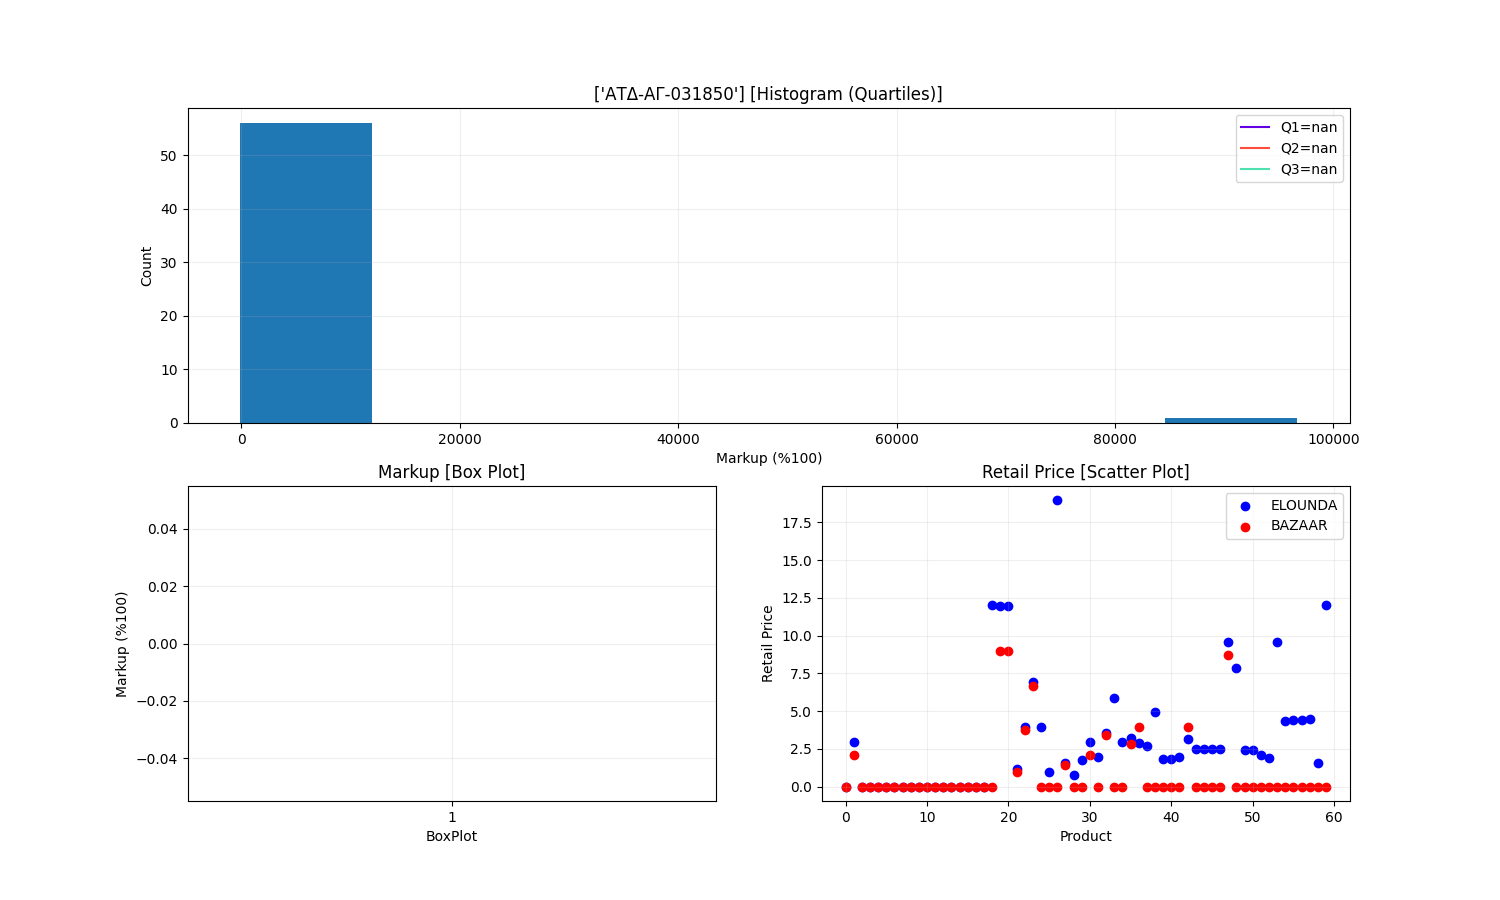 ['ΑΤΔ-ΑΓ-031850'] [Histogram (Quartiles)]
Count
50
40
30
20
10
0
Q1=nan
Q2=nan
Q3=nan
0 20000 40000 60000 80000 100000
Markup (%100)
Markup [Box Plot]
Markup (%100)
0.04
0.02
0.00
−0.02
−0.04
1
BoxPlot
Retail Price [Scatter Plot]
Retail Price
17.5
15.0
12.5
10.0
7.5
5.0
2.5
0.0
ELOUNDA
BAZAAR
0 10 20 30 40 50 60
Product